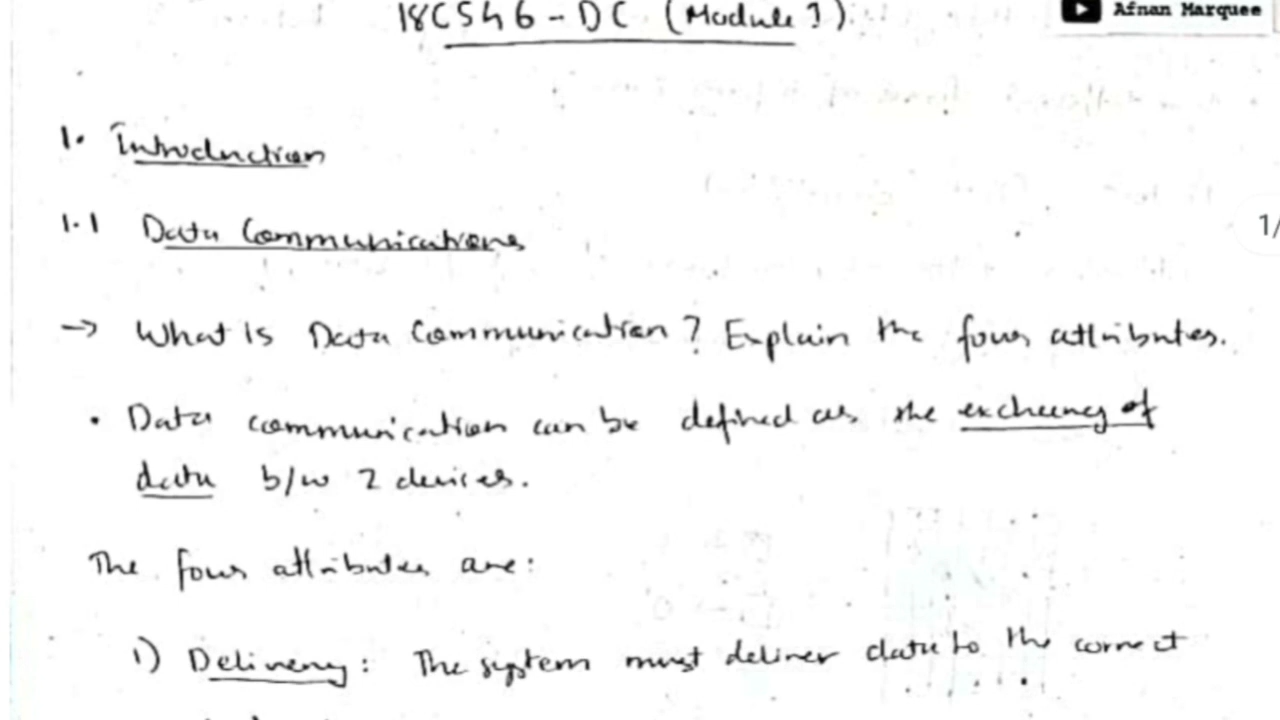 18CS46 - DC (Module 1)
Afnan Marquee
1. Introduction
1.1 Data Communications
1/
→ What is Data Communication? Explain the four attributes.
• Data communication can be defined as the exchange of
data b/w 2 devices.
The four attributes are:
1) Delivery: The system must deliver data to the correct